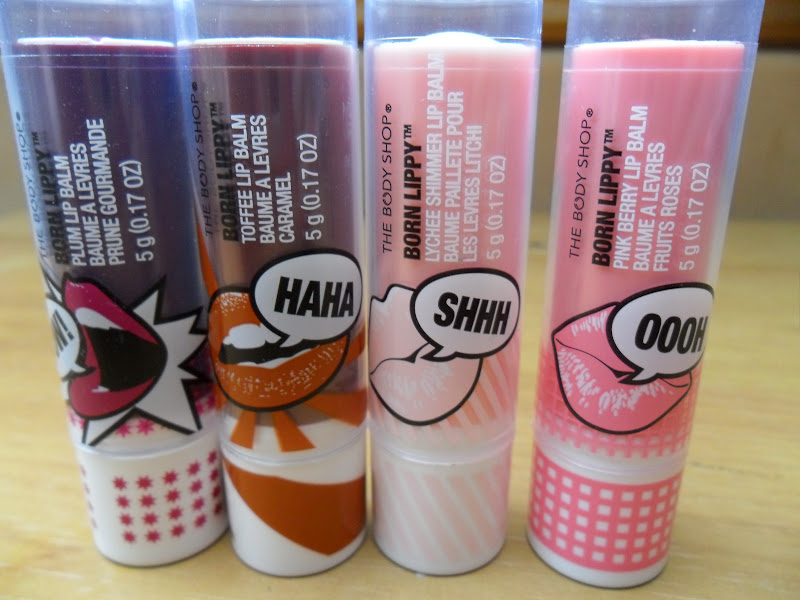 THE BODY SHOP®
BORN LIPPY™
PLUM LIP BALM
BAUME A LEVRES
PRUNE GOURMANDE
5 g (0.17 OZ)
THE BODY SHOP®
BORN LIPPY™
TOFFEE LIP BALM
BAUME A LEVRES
CARAMEL
5 g (0.17 OZ)
HAHA
THE BODY SHOP®
BORN LIPPY™
LYCHEE SHIMMER LIP BALM
BAUME PAILLETE POUR
LES LEVRES LITCHI
5 g (0.17 OZ)
SHHH
THE BODY SHOP®
BORN LIPPY™
PINK BERRY LIP BALM
BAUME A LEVRES
FRUITS ROSES
5 g (0.17 OZ)
OOOH